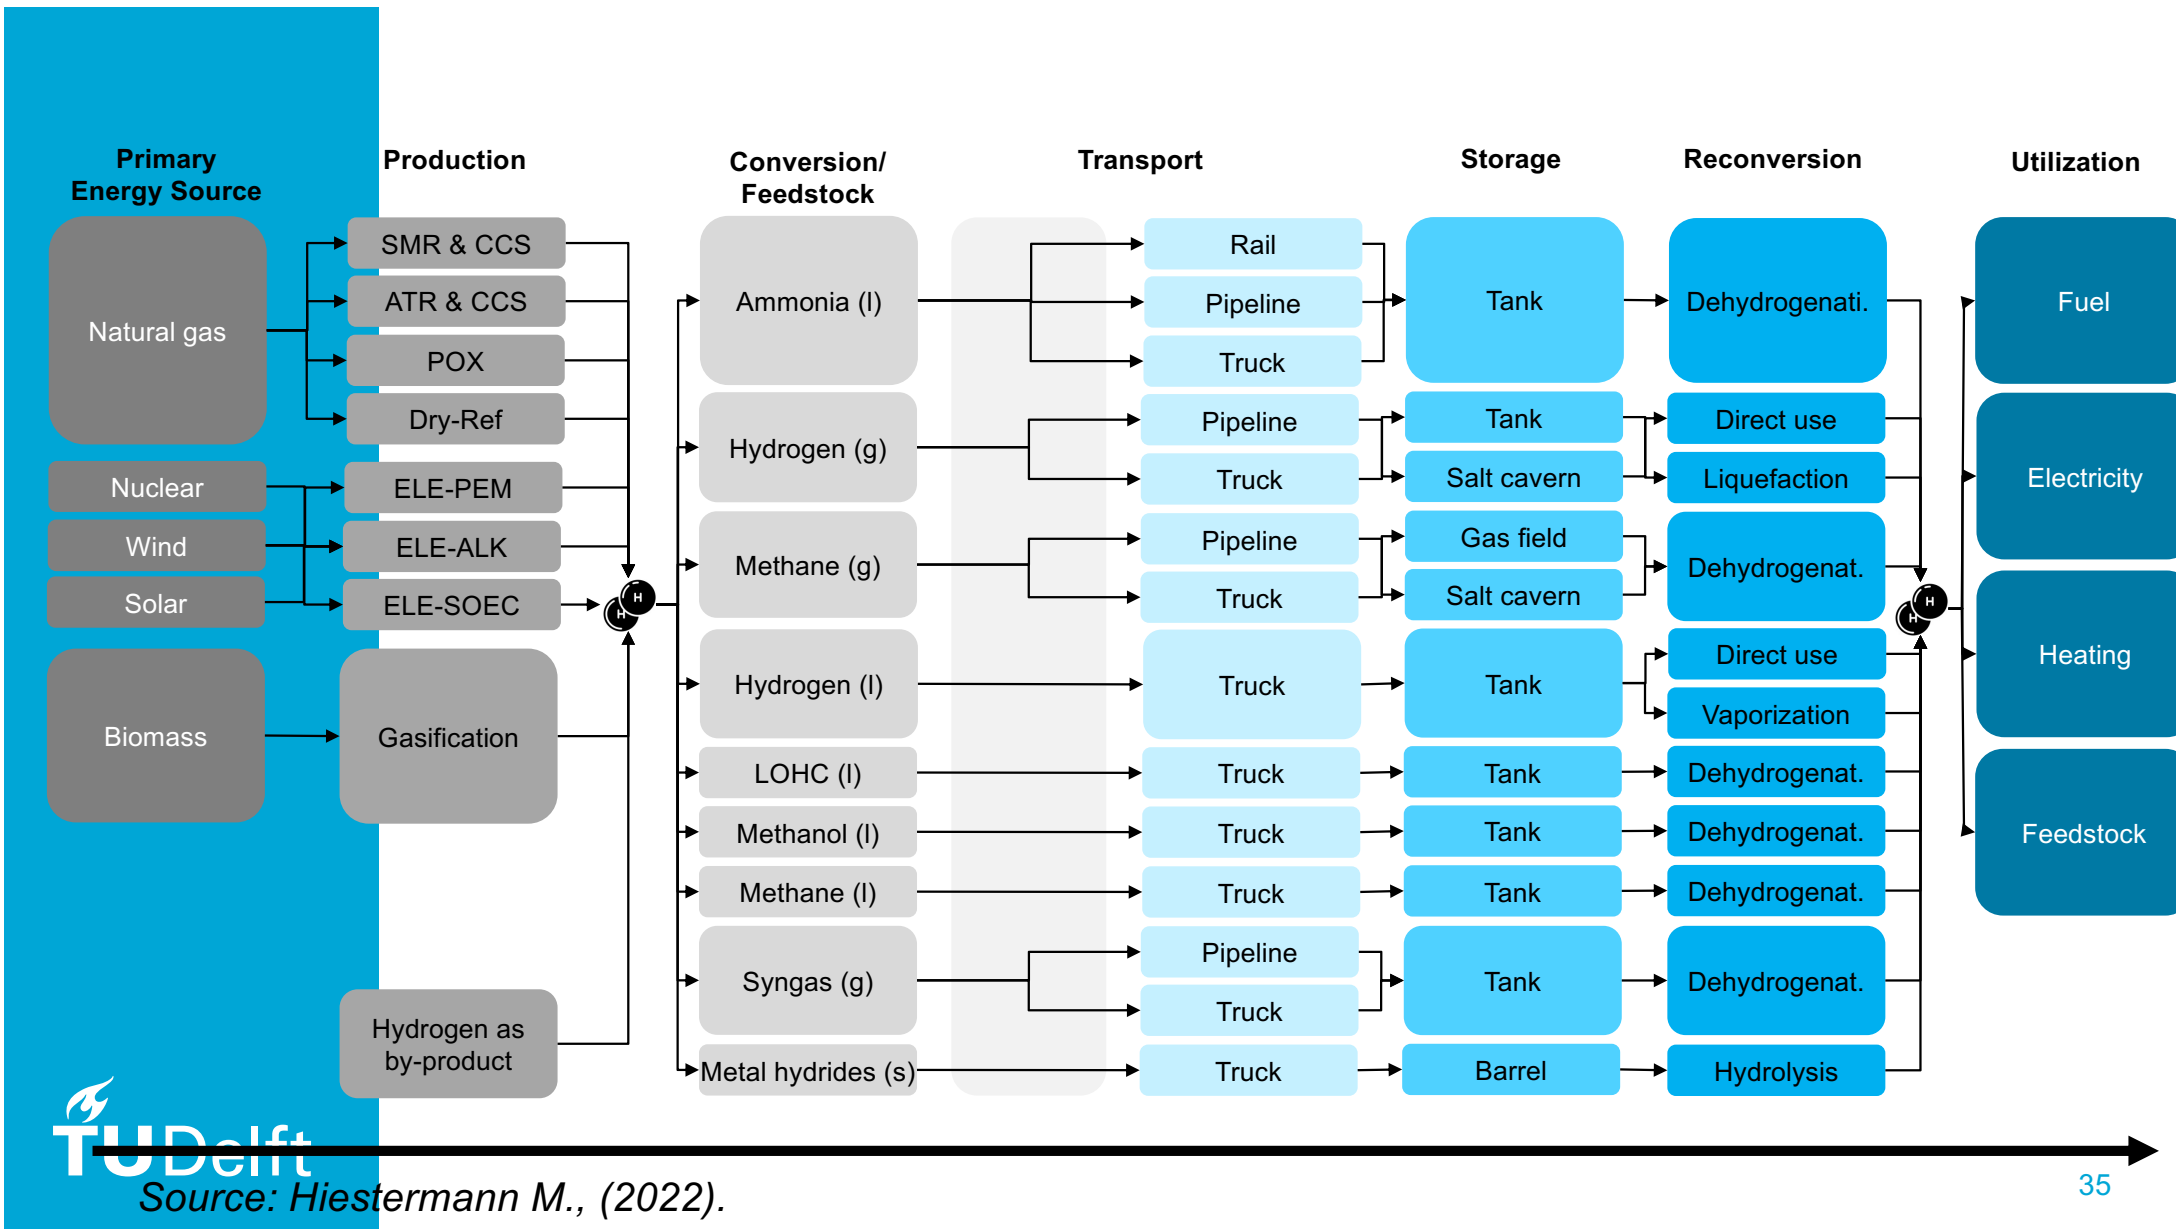 Primary
Energy Source
Production
Conversion/
Feedstock
Transport
Storage
Reconversion
Utilization
Natural gas
Nuclear
Wind
Solar
Biomass
SMR & CCS
ATR & CCS
POX
Dry-Ref
ELE-PEM
ELE-ALK
ELE-SOEC
Gasification
Hydrogen as
by-product
H
H
Ammonia (l)
Hydrogen (g)
Methane (g)
Hydrogen (l)
LOHC (l)
Methanol (l)
Methane (l)
Syngas (g)
Metal hydrides (s)
Rail
Pipeline
Truck
Pipeline
Truck
Pipeline
Truck
Truck
Truck
Truck
Truck
Pipeline
Truck
Truck
Tank
Tank
Salt cavern
Gas field
Salt cavern
Tank
Tank
Tank
Tank
Tank
Barrel
Dehydrogenati.
Direct use
Liquefaction
Dehydrogenat.
Direct use
Vaporization
Dehydrogenat.
Dehydrogenat.
Dehydrogenat.
Dehydrogenat.
Hydrolysis
H
H
Fuel
Electricity
Heating
Feedstock
TUDelft
Source: Hiestermann M., (2022).
35